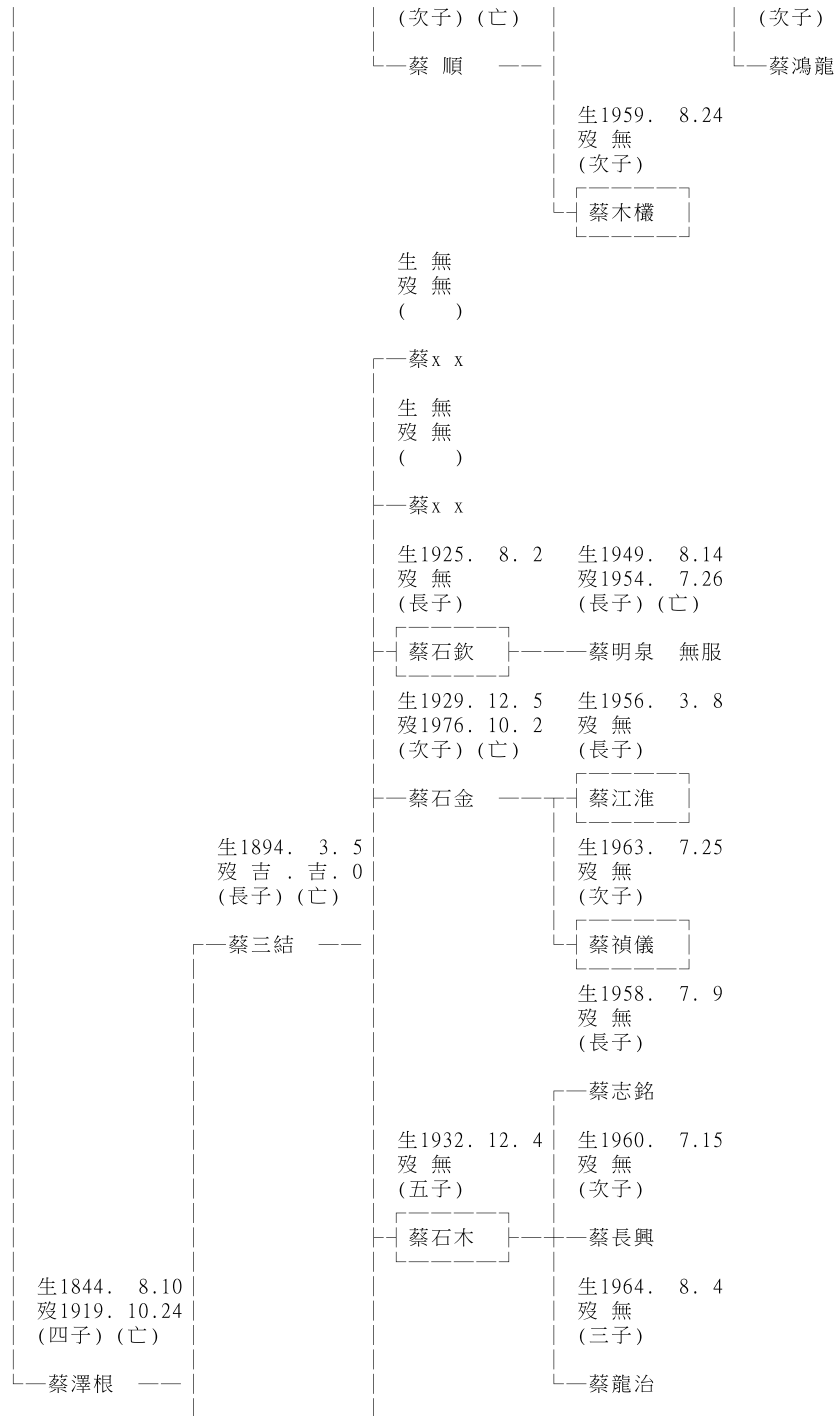 (次子)(亡) (次子)
蔡 順 蔡鴻龍
生1959. 8.24
歿 無
(次子)
蔡木欉
生 無
歿 無
( )
蔡x x
生 無
歿 無
( )
蔡x x
生1925. 8. 2 生1949. 8.14
歿 無 歿1954. 7.26
(長子) (長子)(亡)
蔡石欽 蔡明泉 無服
生1929. 12. 5 生1956. 3. 8
歿1976. 10. 2 歿 無
(次子)(亡) (長子)
蔡石金 蔡江淮
生1894. 3. 5 生1963. 7.25
歿 吉 . 吉. 0 歿 無
(長子)(亡) (次子)
蔡三結 蔡禎儀
生1958. 7. 9
歿 無
(長子)
蔡志銘
生1932. 12. 4 生1960. 7.15
歿 無 歿 無
(五子) (次子)
蔡石木 蔡長興
生1844. 8.10 生1964. 8. 4
歿1919. 10.24 歿 無
(四子)(亡) (三子)
蔡澤根 蔡龍治